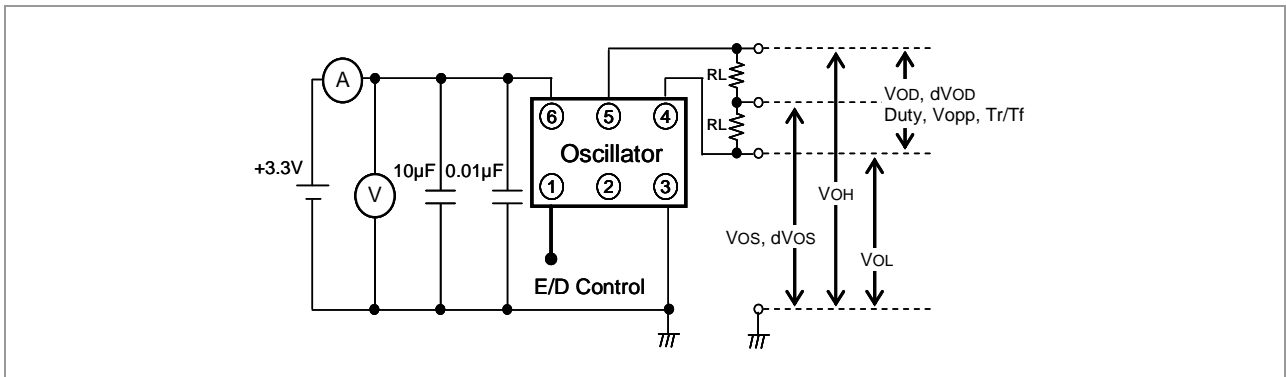 A
RL
VOD, dVOD
Duty, Vopp, Tr/Tf
6 5 4
RL
Oscillator
+3.3V
10µF 0.01µF
V
1 2 3
VOH
VOS, dVOS
VOL
E/D Control